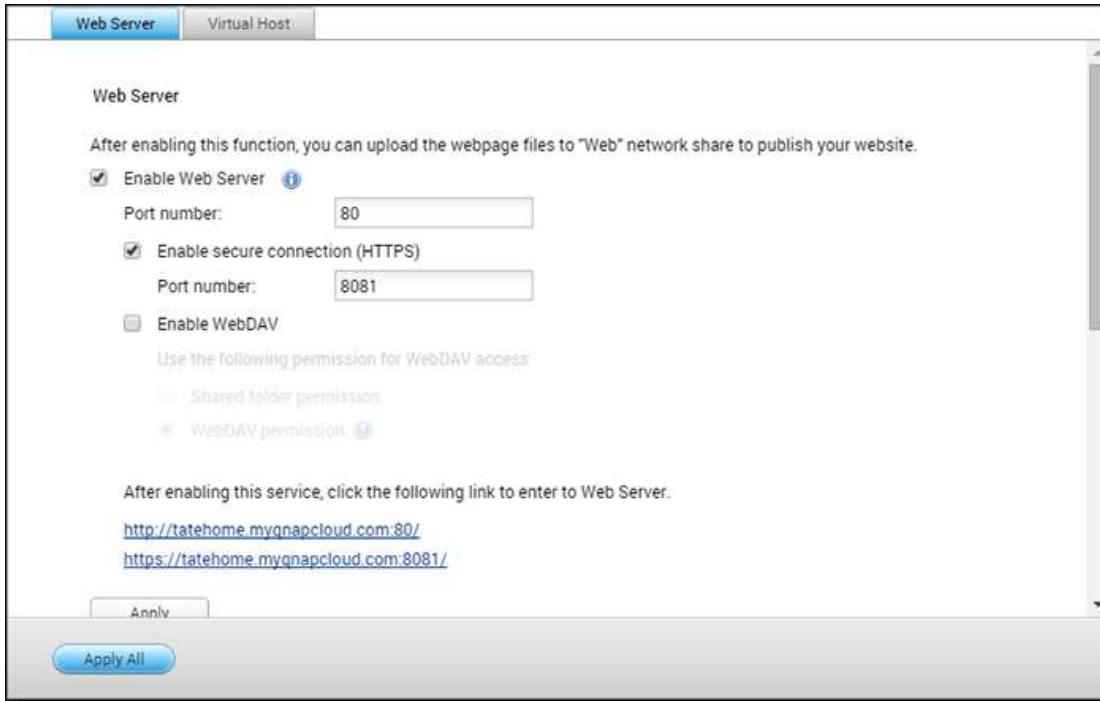 Web Server
Virtual Host
Web Server
After enabling this function, you can upload the webpage files to "Web" network share to publish your website.
Enable Web Server
Port number: 80
Enable secure connection (HTTPS)
Port number: 8081
Enable WebDAV
Use the following permission for WebDAV access
Shared folder permission
WebDAV permission
After enabling this service, click the following link to enter to Web Server.
http://tatehome.myqnapcloud.com:80/
https://tatehome.myqnapcloud.com:8081/
Apply
Apply All